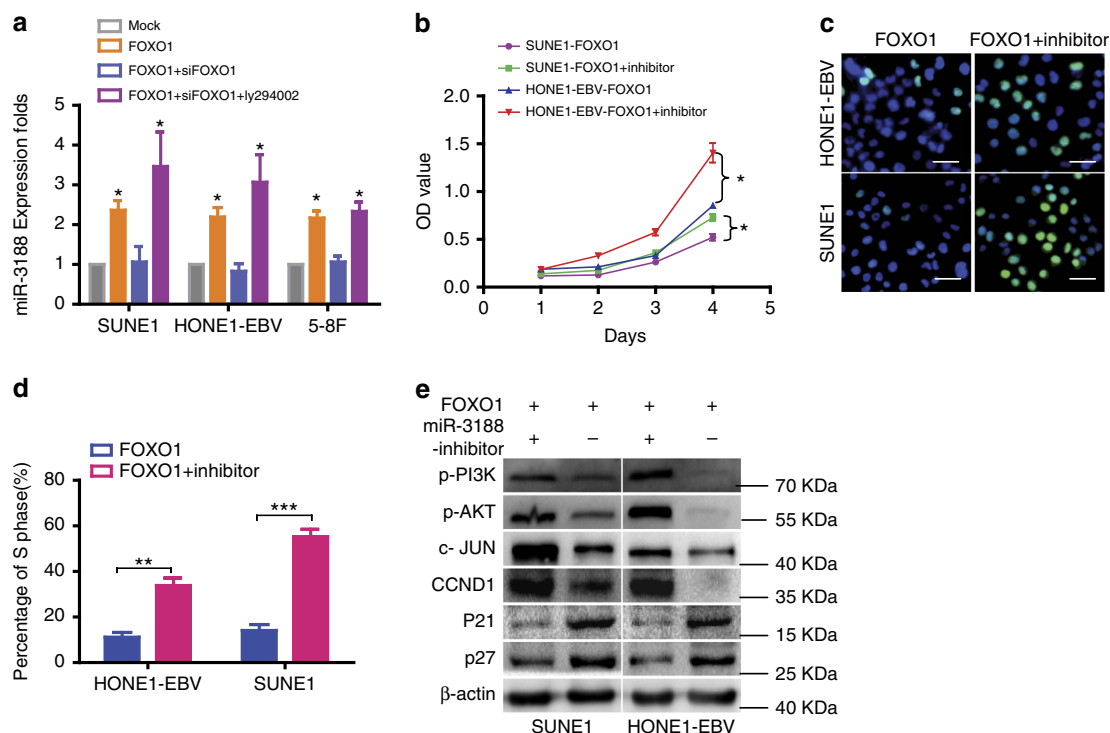 a
Mock
FOXO1
FOXO1+siFOXO1
FOXO1+siFOXO1+ly294002
miR-3188 Expression folds
5
4
3
2
1
0
* * * * * *
SUNE1 HONE1-EBV 5-8F
b
SUNE1-FOXO1
SUNE1-FOXO1+inhibitor
HONE1-EBV-FOXO1
HONE1-EBV-FOXO1+inhibitor
OD value
2.0
1.5
1.0
0.5
0.0
*
*
0 1 2 3 4 5
Days
c
FOXO1 FOXO1+inhibitor
HONE1-EBV
SUNE1
d
FOXO1
FOXO1+inhibitor
Percentage of S phase(%)
80
60
40
20
0
** ***
HONE1-EBV SUNE1
e
FOXO1 + + + +
miR-3188
-inhibitor + − + −
p-PI3K 70 KDa
p-AKT 55 KDa
c- JUN 40 KDa
CCND1 35 KDa
P21 15 KDa
p27 25 KDa
β-actin 40 KDa
SUNE1 HONE1-EBV